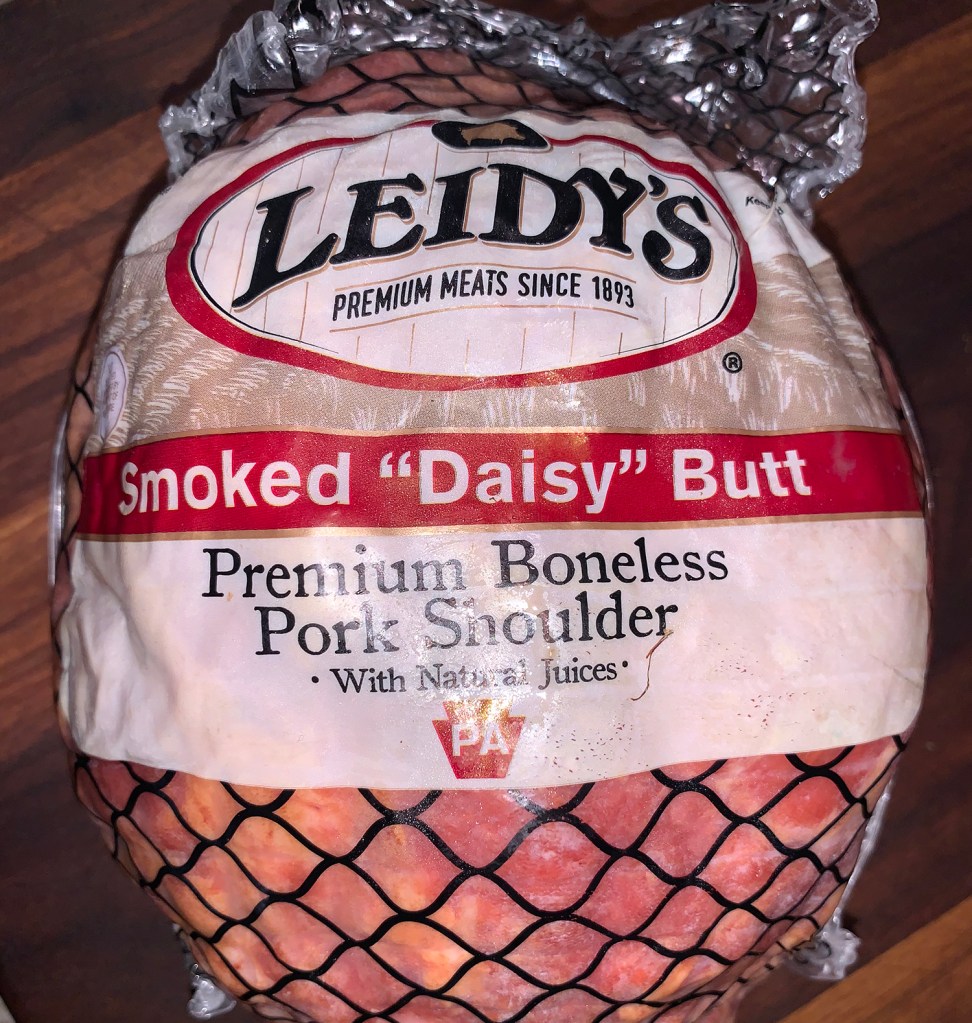 LEIDY'S
PREMIUM MEATS SINCE 1893
®
Smoked “Daisy” Butt
Premium Boneless
Pork Shoulder
· With Natural Juices·
PA